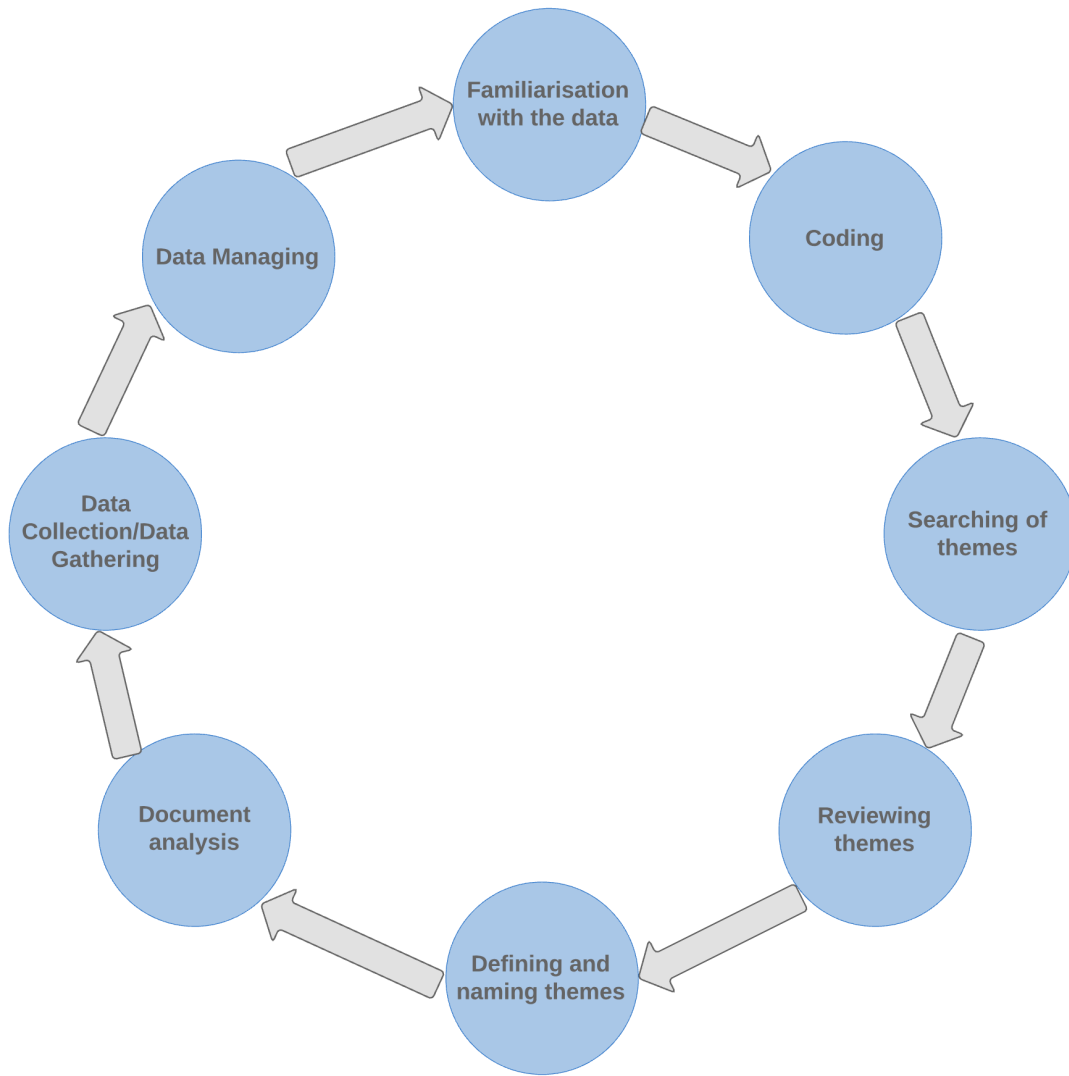 Familiarisation
with the data
Coding
Searching of
themes
Reviewing
themes
Defining and
naming themes
Document
analysis
Data
Collection/Data
Gathering
Data Managing